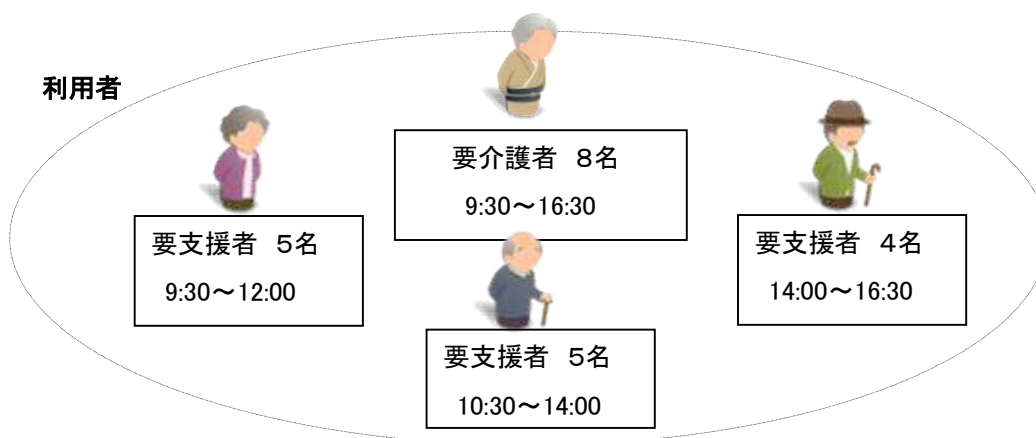 利用者
要介護者　８名
9:30～16:30
要支援者　５名
9:30～12:00
要支援者　４名
14:00～16:30
要支援者　５名
10:30～14:00